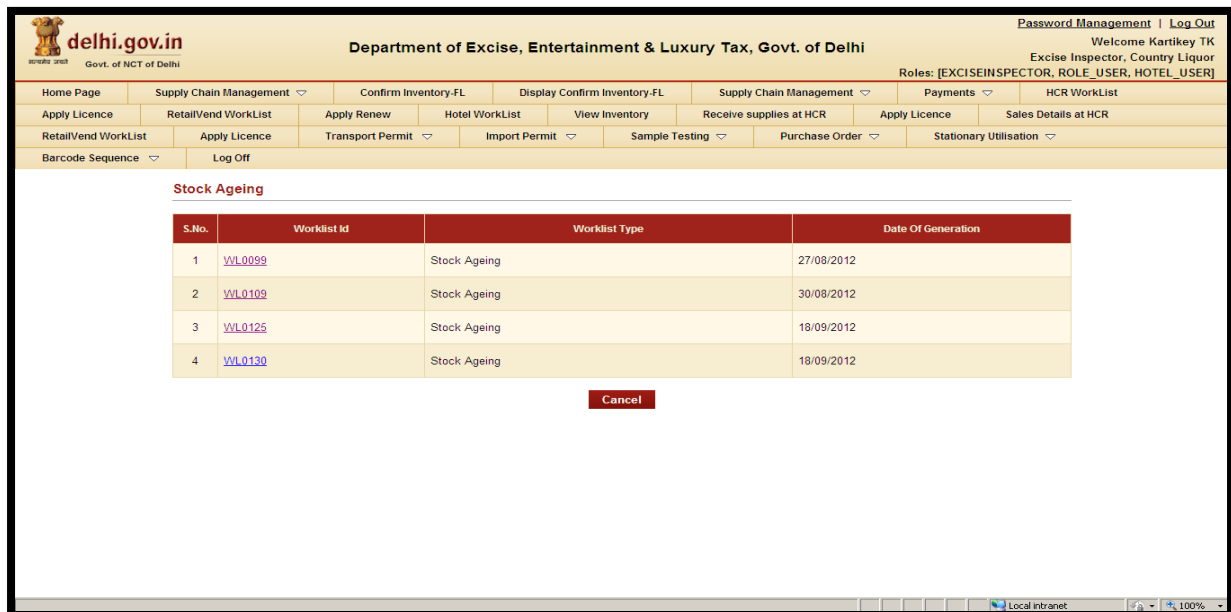 Password Management | Log Out
delhi.gov.in
Govt. of NCT of Delhi
सत्यमेव जयते
Department of Excise, Entertainment & Luxury Tax, Govt. of Delhi
Welcome Kartikey TK
Excise Inspector, Country Liquor
Roles: [EXCISEINSPECTOR, ROLE_USER, HOTEL_USER]
Home Page Supply Chain Management Confirm Inventory-FL Display Confirm Inventory-FL Supply Chain Management Payments HCR WorkList
Apply Licence RetailVend WorkList Apply Renew Hotel WorkList View Inventory Receive supplies at HCR Apply Licence Sales Details at HCR
RetailVend WorkList Apply Licence Transport Permit Import Permit Sample Testing Purchase Order Stationary Utilisation
Barcode Sequence Log Off
Stock Ageing
S.No. Worklist Id Worklist Type Date Of Generation
1 WL0099 Stock Ageing 27/08/2012
2 WL0109 Stock Ageing 30/08/2012
3 WL0125 Stock Ageing 18/09/2012
4 WL0130 Stock Ageing 18/09/2012
Cancel
Local intranet 100%